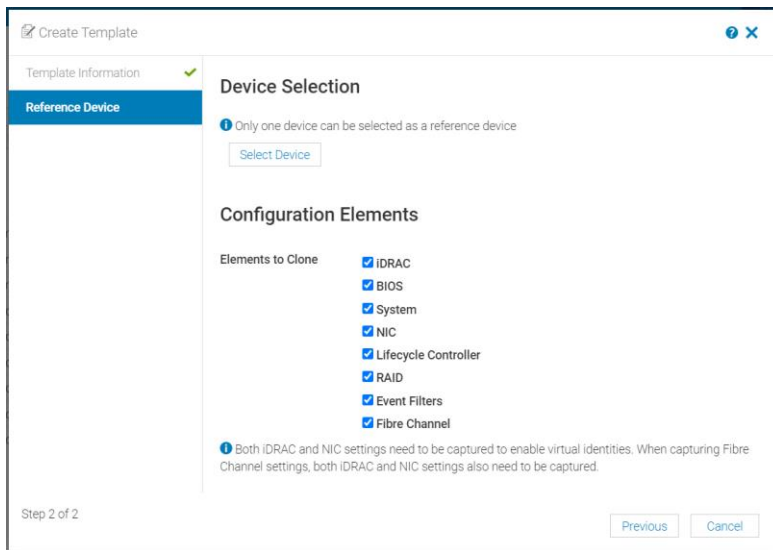 Create Template
Template Information
Reference Device
Device Selection
Only one device can be selected as a reference device
Select Device
Configuration Elements
Elements to Clone
iDRAC
BIOS
System
NIC
Lifecycle Controller
RAID
Event Filters
Fibre Channel
Both iDRAC and NIC settings need to be captured to enable virtual identities. When capturing Fibre
Channel settings, both iDRAC and NIC settings also need to be captured.
Step 2 of 2
Previous
Cancel